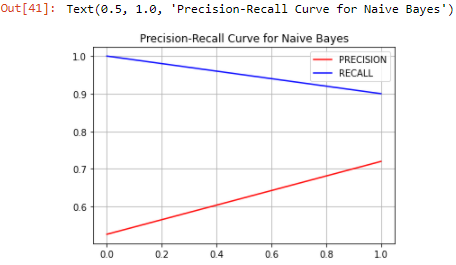 Out[41]: Text(0.5, 1.0, 'Precision-Recall Curve for Naive Bayes')
Precision-Recall Curve for Naive Bayes
PRECISION
RECALL
1.0
0.9
0.8
0.7
0.6
0.0 0.2 0.4 0.6 0.8 1.0